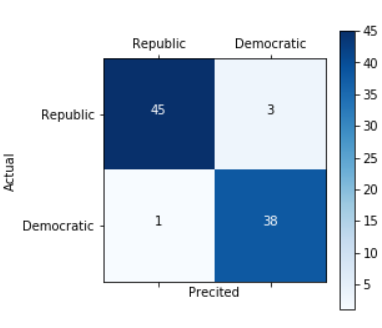 Republic Democratic
Republic 45 3
Democratic 1 38
Actual
Precited
45
40
35
30
25
20
15
10
5